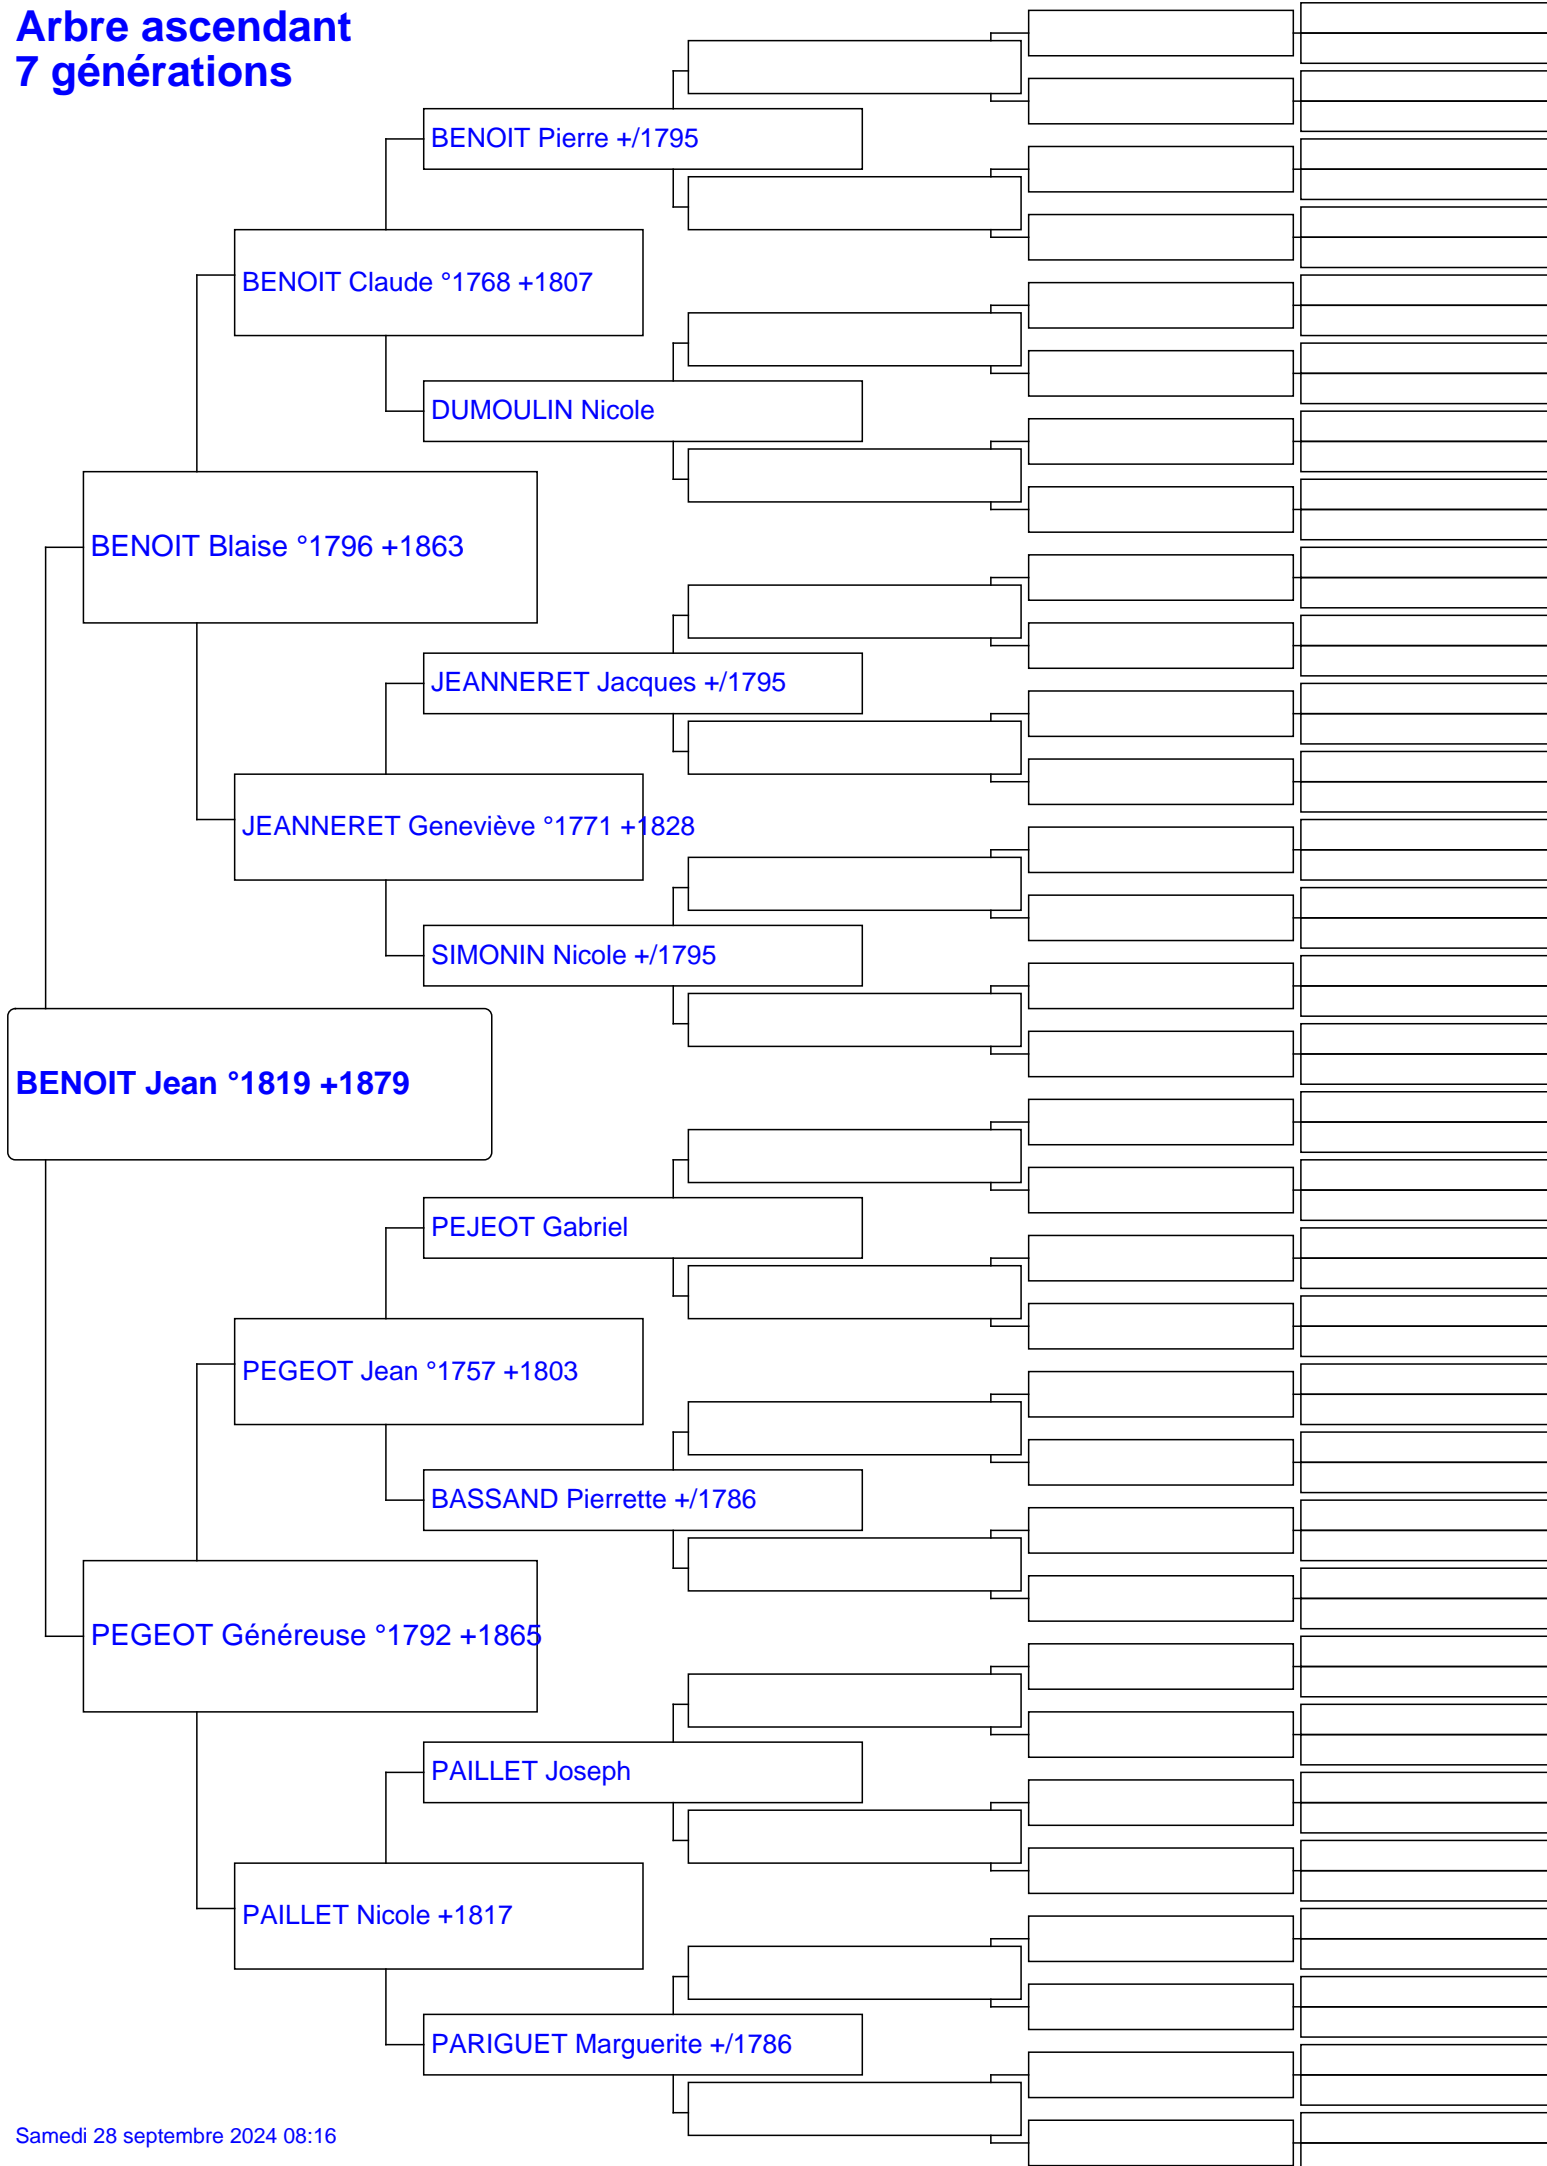 Arbre ascendant
7 générations
BENOIT Pierre +/1795
BENOIT Claude °1768 +1807
DUMOULIN Nicole
BENOIT Blaise °1796 +1863
JEANNERET Jacques +/1795
JEANNERET Geneviève °1771 +1828
SIMONIN Nicole +/1795
BENOIT Jean °1819 +1879
PEJEOT Gabriel
PEGEOT Jean °1757 +1803
BASSAND Pierrette +/1786
PEGEOT Généreuse °1792 +1865
PAILLET Joseph
PAILLET Nicole +1817
PARIGUET Marguerite +/1786
Samedi 28 septembre 2024 08:16